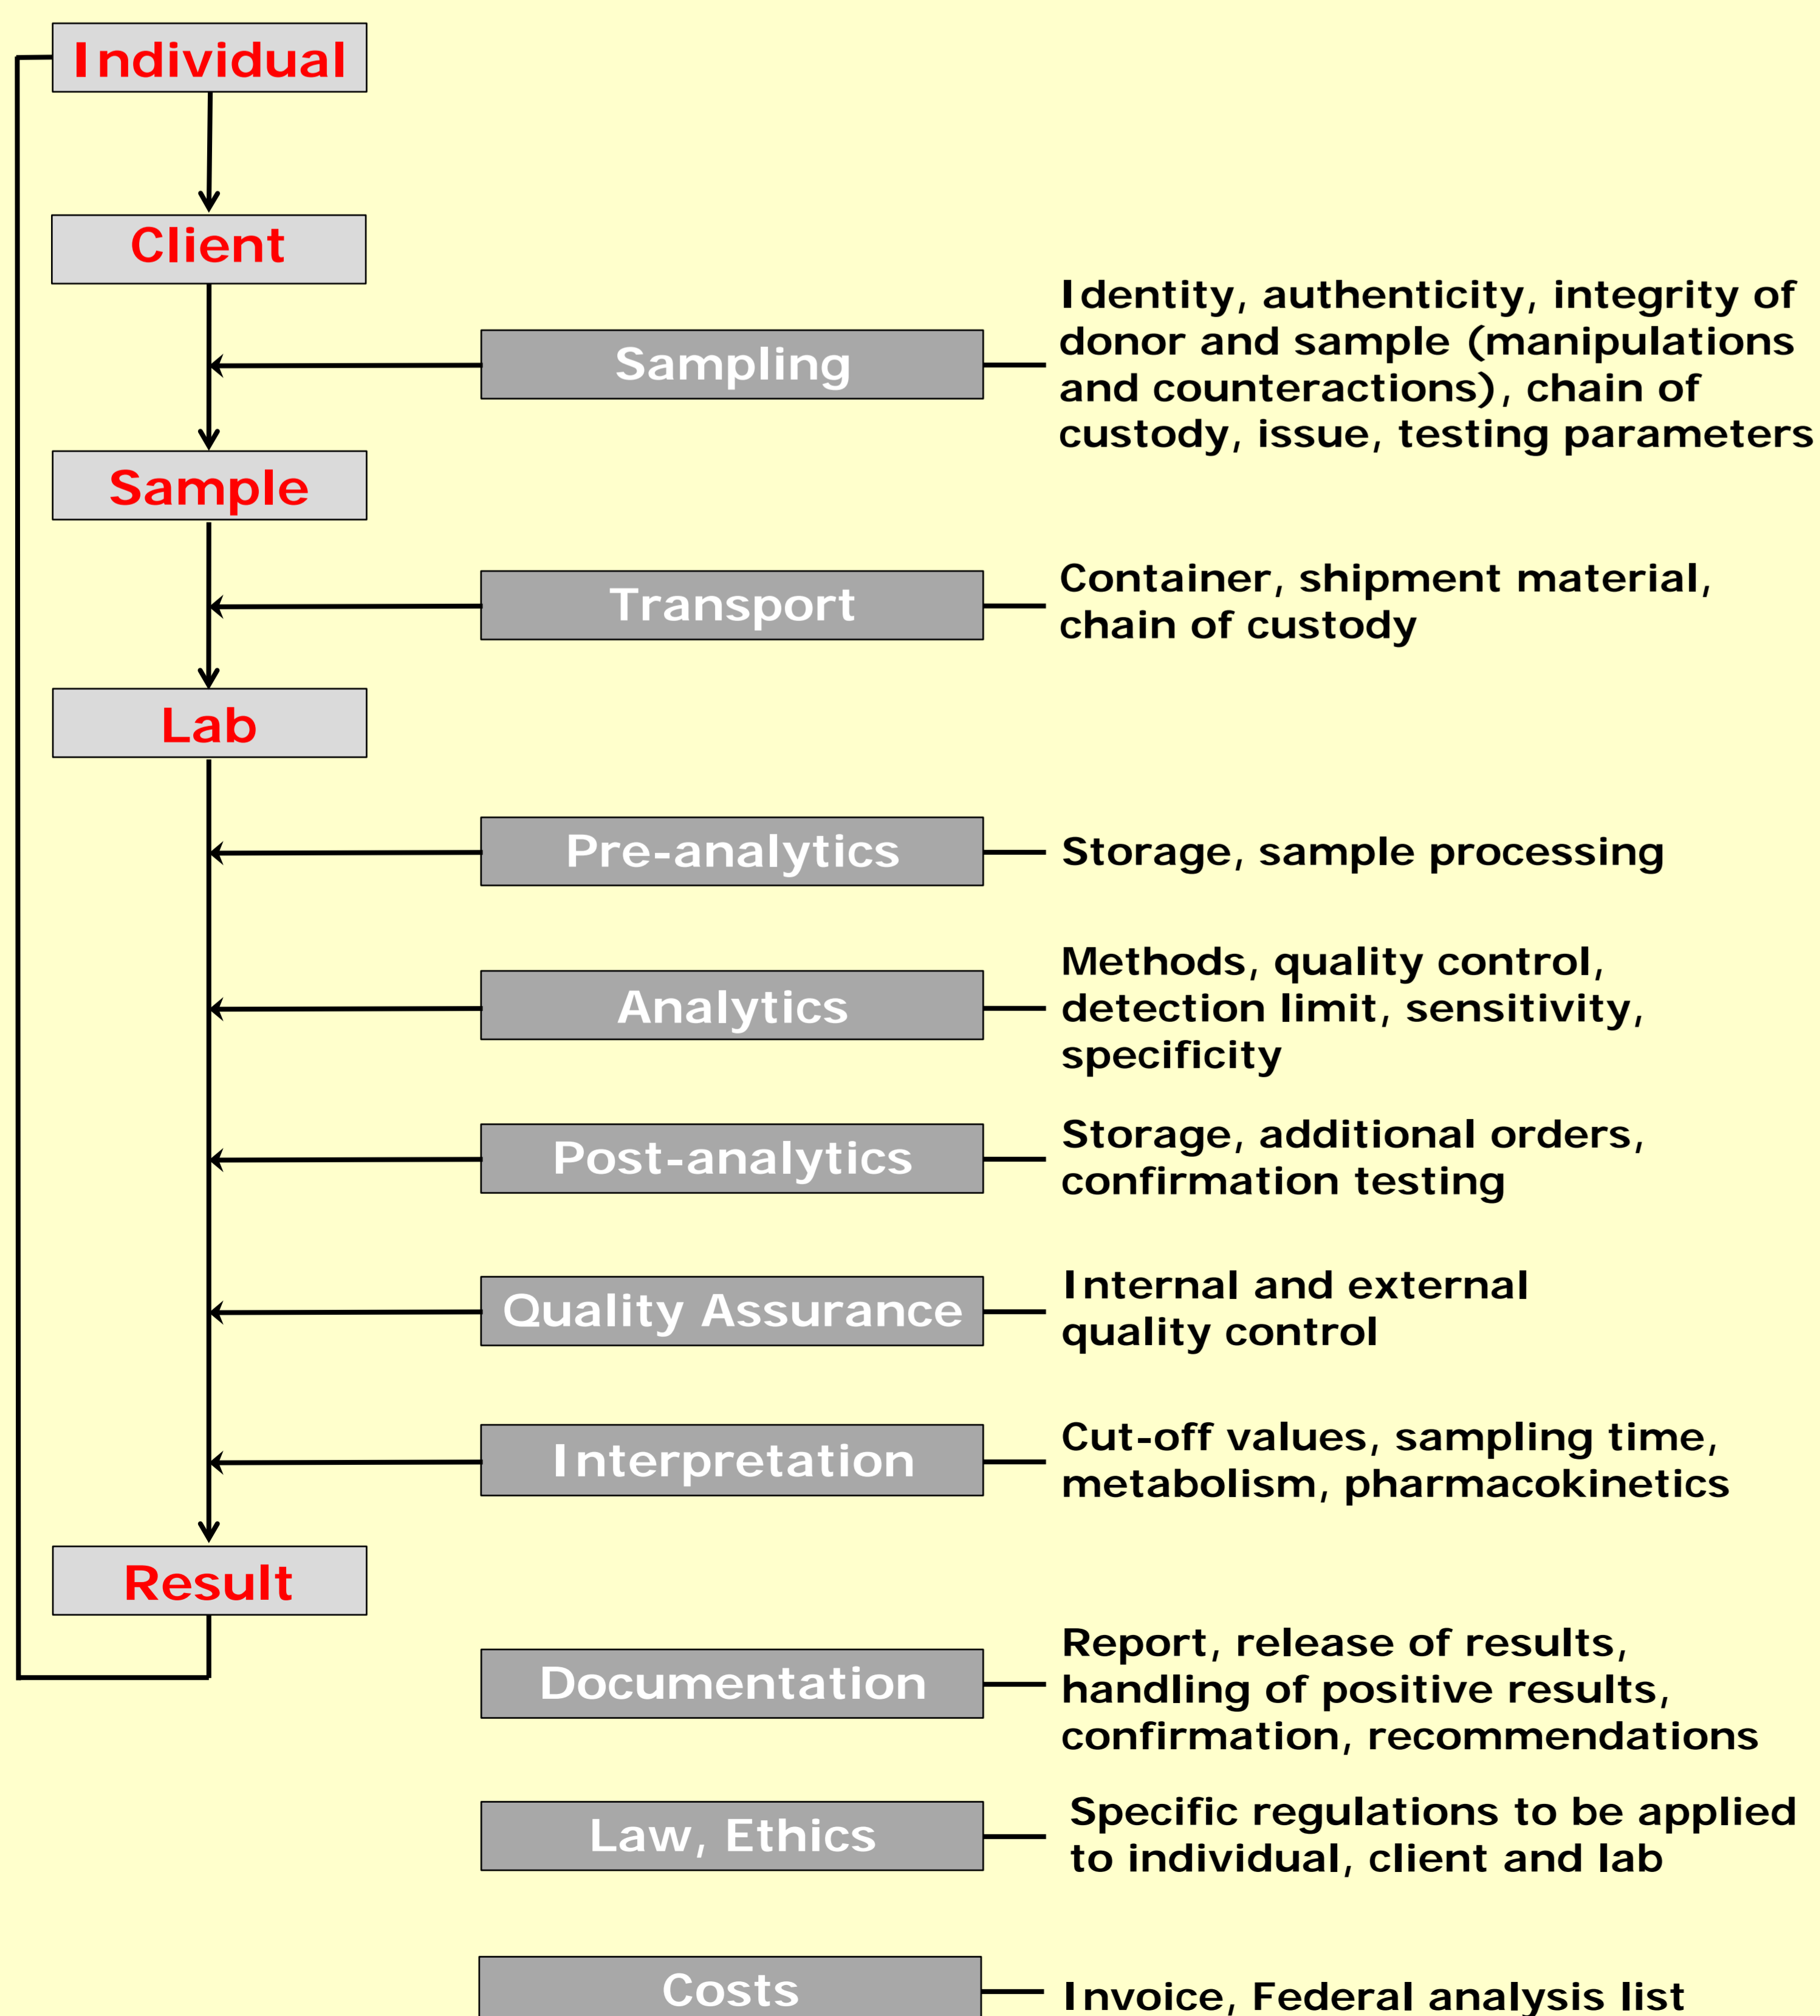 Individual
Client
Sampling
Identity, authenticity, integrity of
donor and sample (manipulations
and counteractions), chain of
custody, issue, testing parameters
Sample
Transport
Container, shipment material,
chain of custody
Lab
Pre-analytics
Storage, sample processing
Analytics
Methods, quality control,
detection limit, sensitivity,
specificity
Post-analytics
Storage, additional orders,
confirmation testing
Quality Assurance
Internal and external
quality control
Interpretation
Cut-off values, sampling time,
metabolism, pharmacokinetics
Result
Documentation
Report, release of results,
handling of positive results,
confirmation, recommendations
Law, Ethics
Specific regulations to be applied
to individual, client and lab
Costs
Invoice, Federal analysis list